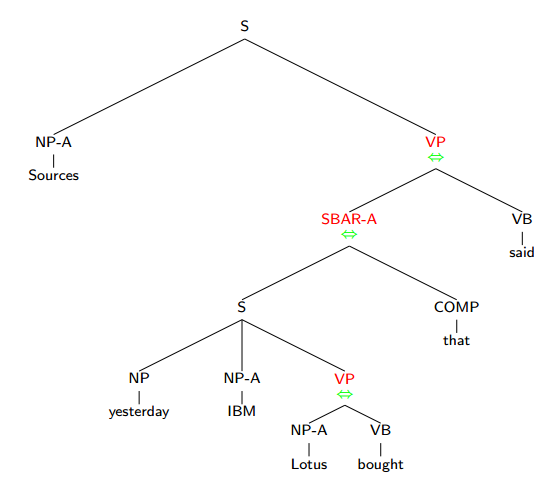 S
NP-A VP
⇔
Sources
SBAR-A VB
⇔ said
S COMP
that
NP NP-A VP
⇔
yesterday IBM
NP-A VB
Lotus bought